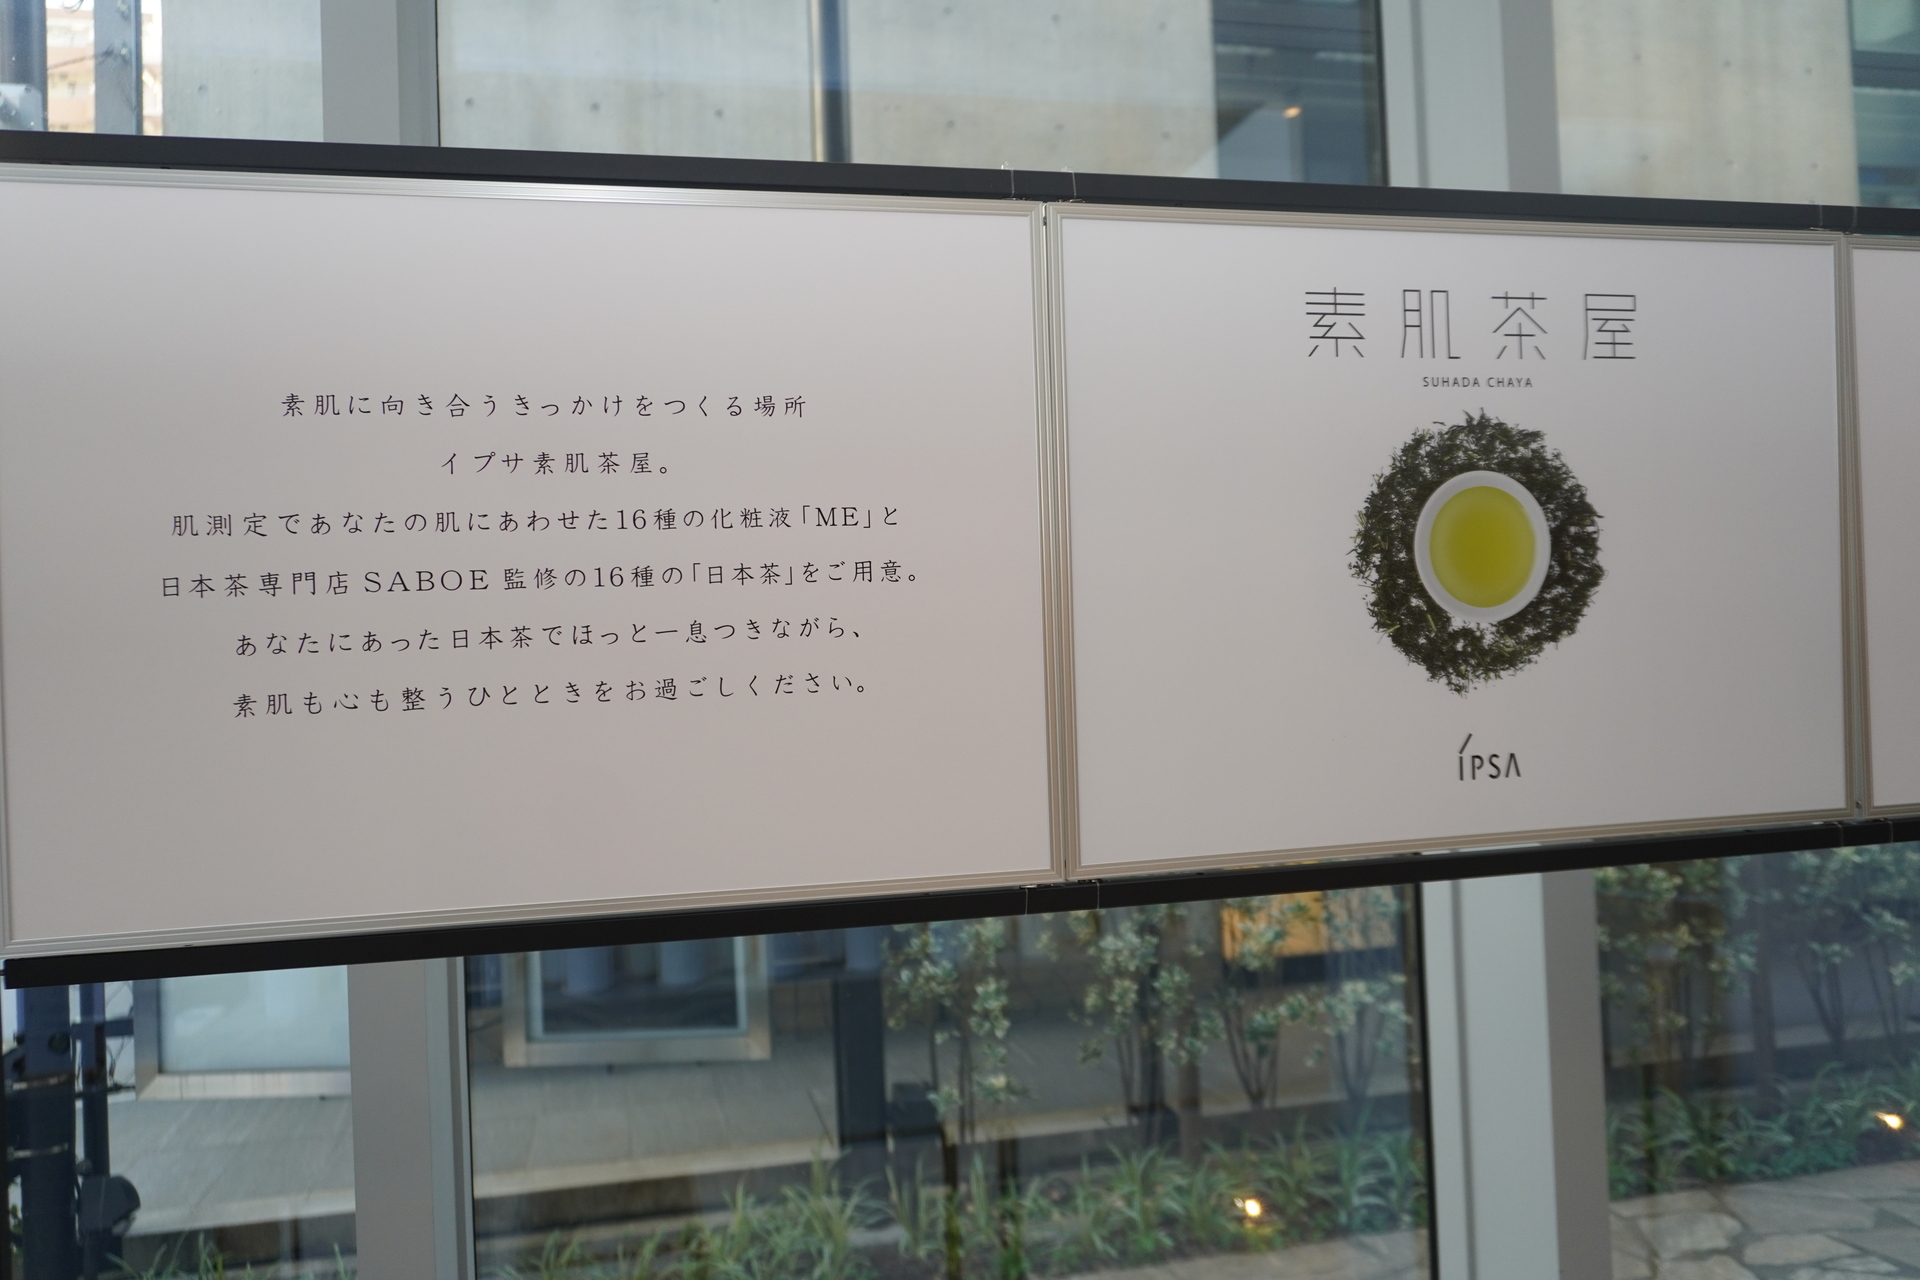 素肌に向き合うきっかけをつくる場所
イプサ素肌茶屋。
肌測定であなたの肌にあわせた16種の化粧液「ME」と
日本茶専門店 SABOE 監修の16種の「日本茶」をご用意。
あなたにあった日本茶でほっと一息つきながら、
素肌も心も整うひとときをお過ごしください。
素肌茶屋
SUHADA CHAYA
IPSA